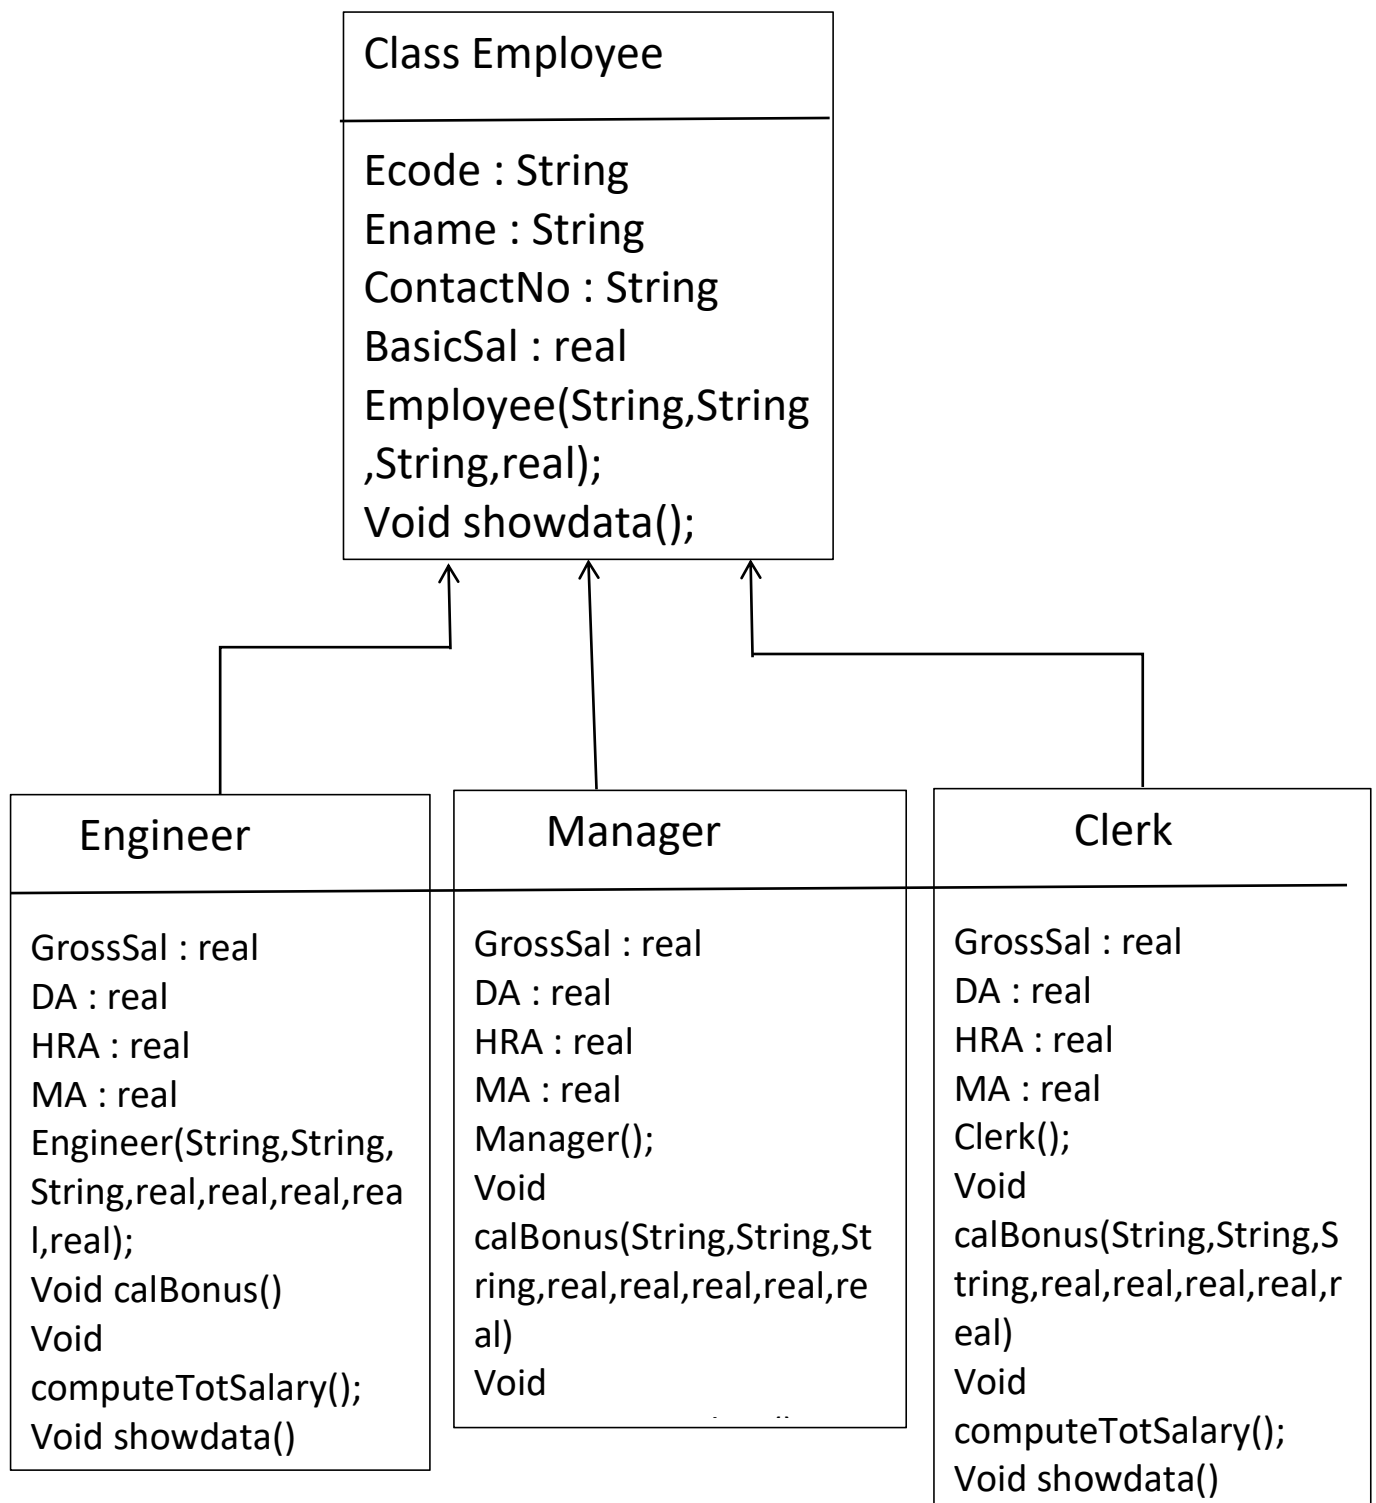 Class Employee
Ecode : String
Ename : String
ContactNo : String
BasicSal : real
Employee(String,String
,String,real);
Void showdata();
Engineer
GrossSal : real
DA : real
HRA : real
MA : real
Engineer(String,String,
String,real,real,real,rea
l,real);
Void calBonus()
Void
computeTotSalary();
Void showdata()
Manager
GrossSal : real
DA : real
HRA : real
MA : real
Manager();
Void
calBonus(String,String,St
ring,real,real,real,real,re
al)
Void
Clerk
GrossSal : real
DA : real
HRA : real
MA : real
Clerk();
Void
calBonus(String,String,S
tring,real,real,real,real,r
eal)
Void
computeTotSalary();
Void showdata()